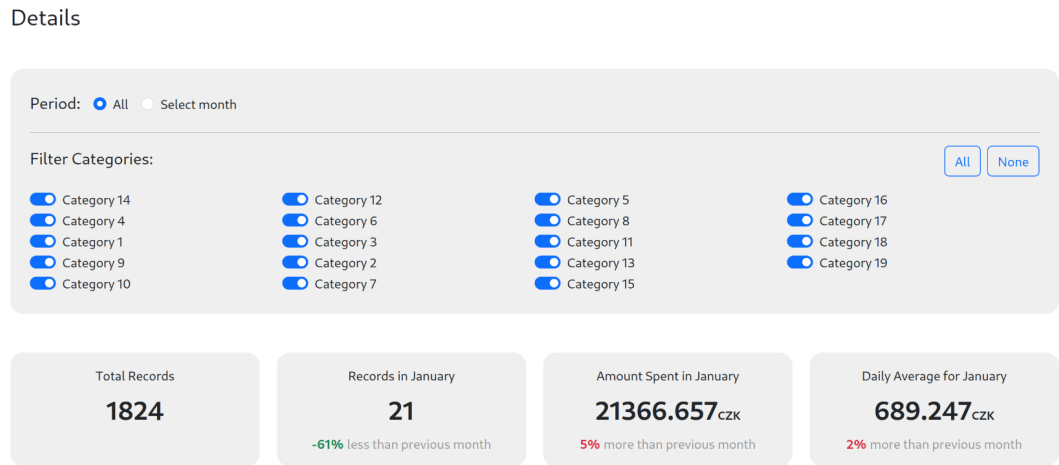 Details
Period: All Select month
Filter Categories: All None
Category 14 Category 12 Category 5 Category 16
Category 4 Category 6 Category 8 Category 17
Category 1 Category 3 Category 11 Category 18
Category 9 Category 2 Category 13 Category 19
Category 10 Category 7 Category 15
Total Records
1824
Records in January
21
-61% less than previous month
Amount Spent in January
21366.657CZK
5% more than previous month
Daily Average for January
689.247CZK
2% more than previous month